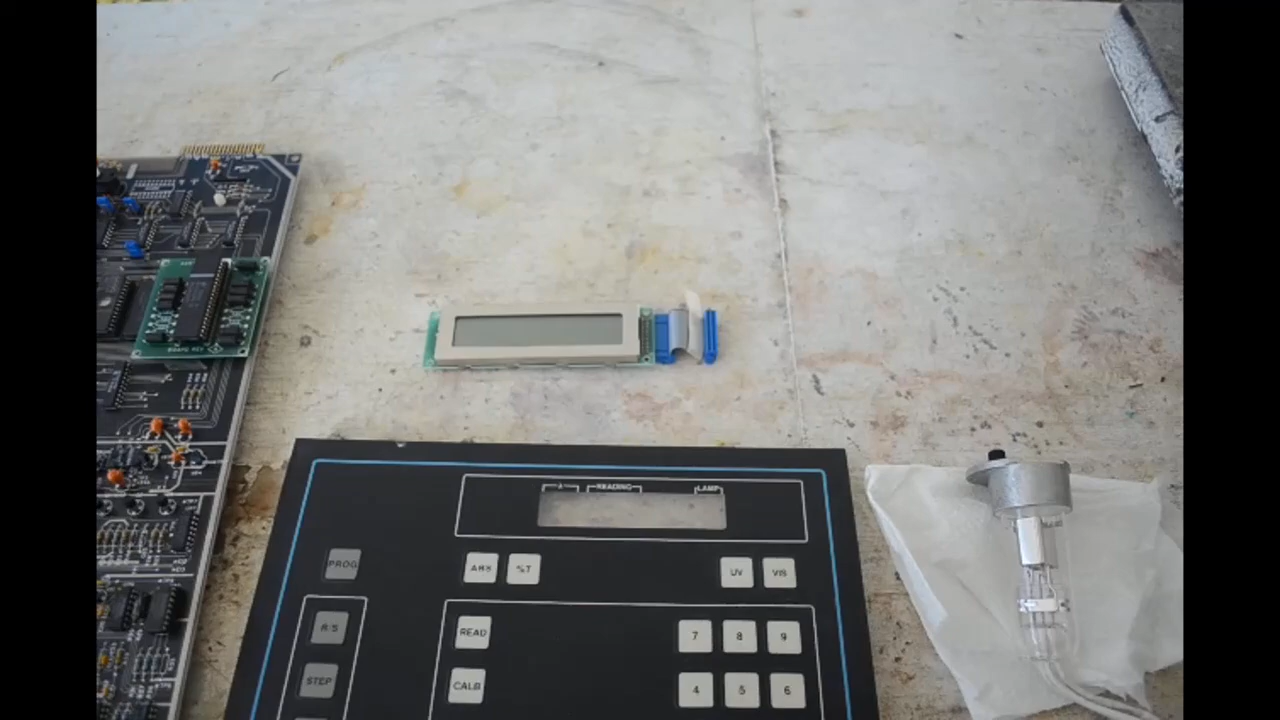 λ READING LAMP
PROG ABS %T UV VIS
R/S READ 7 8 9
STEP CALB 4 5 6